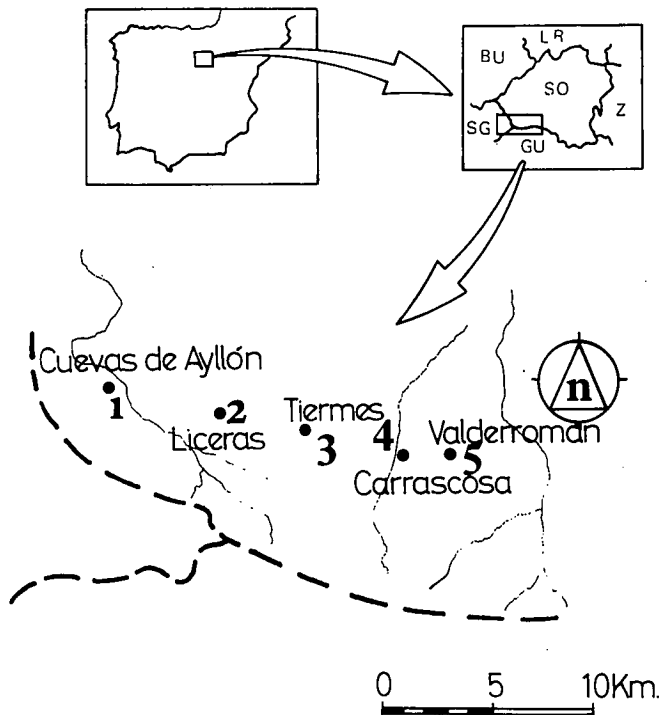 L R
BU
SO
Z
SG
GU
Cuevas de Ayllón
1
2
Liceras
Tiermes
3
4
Carrascosa
Valderromán
5
n
0 5 10Km.